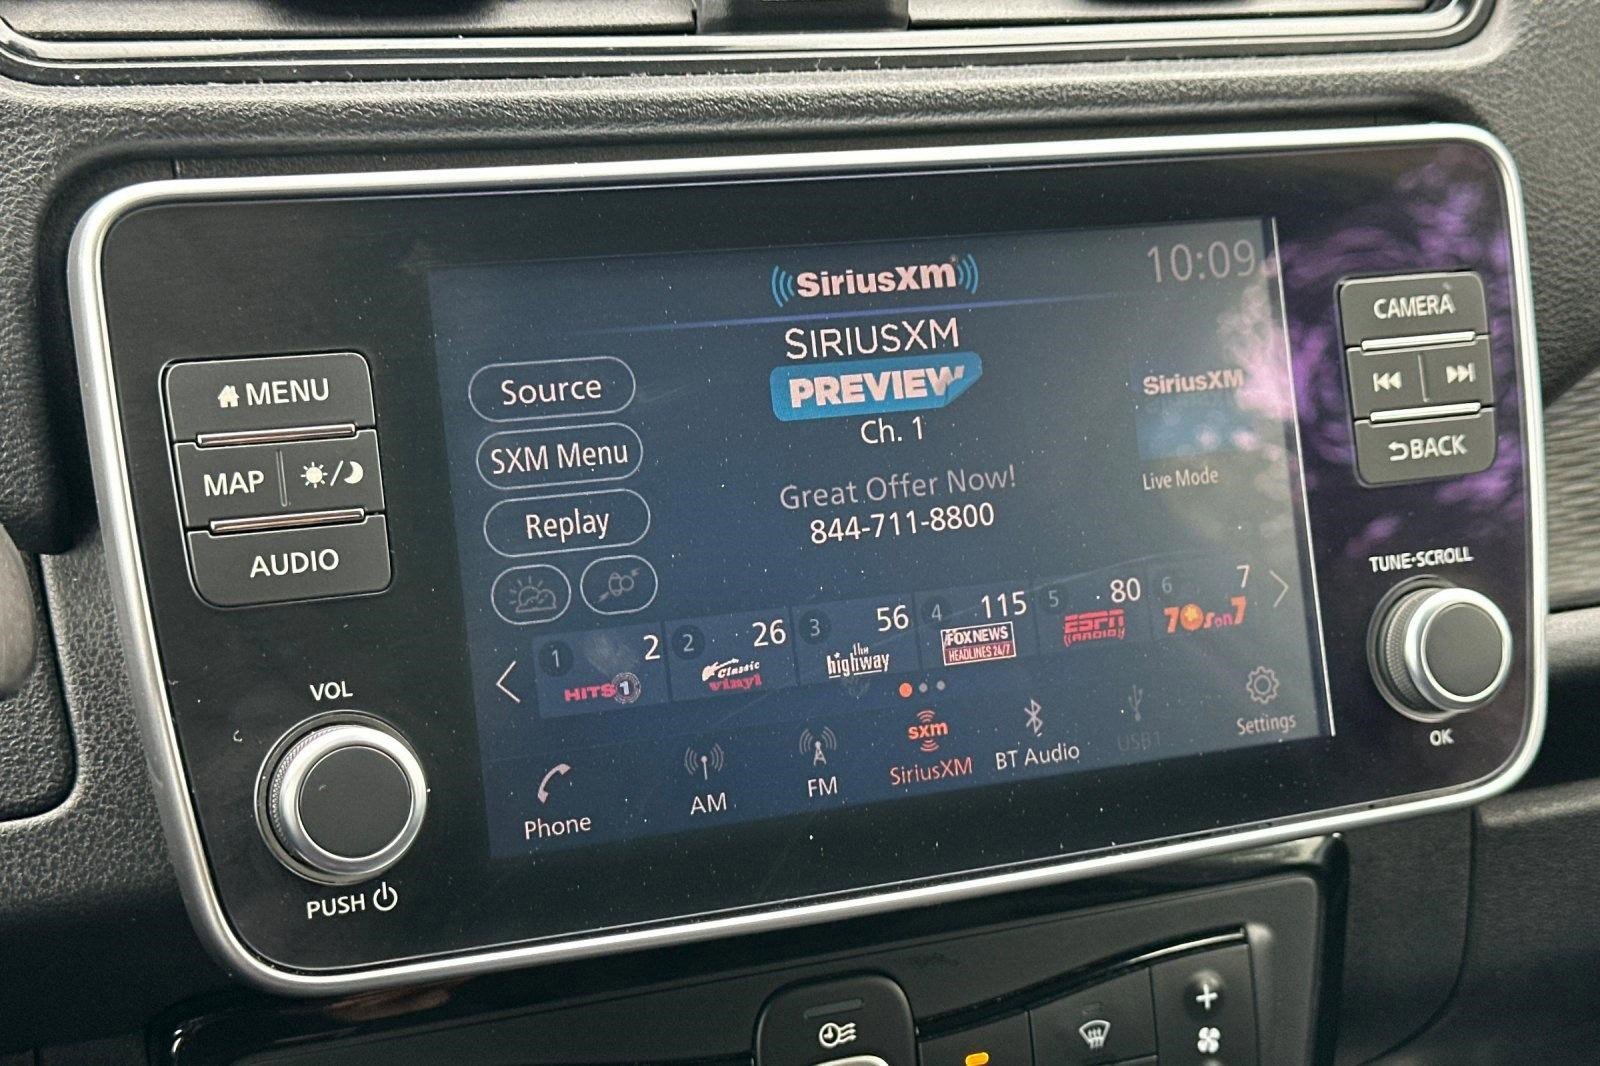 SiriusXM
10:09
SIRIUSXM
PREVIEW
Ch. 1
Great Offer Now!
844-711-8800
Source
SXM Menu
Replay
SiriusXM
Live Mode
1 2
HITS 1
2 26
Classic
vinyl
3 56
the
highway
4 115
FOX NEWS
HEADLINES 24/7
5 80
ESPN
RADIO
6 7
70s on 7
Phone
AM
FM
sxm
SiriusXM
BT Audio
USB1
Settings
MENU
MAP
AUDIO
VOL
PUSH
CAMERA
BACK
TUNE·SCROLL
OK